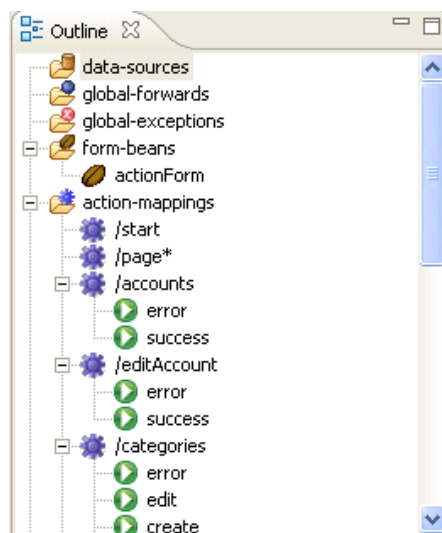 Outline
data-sources
global-forwards
global-exceptions
form-beans
actionForm
action-mappings
/start
/page*
/accounts
error
success
/editAccount
error
success
/categories
error
edit
create